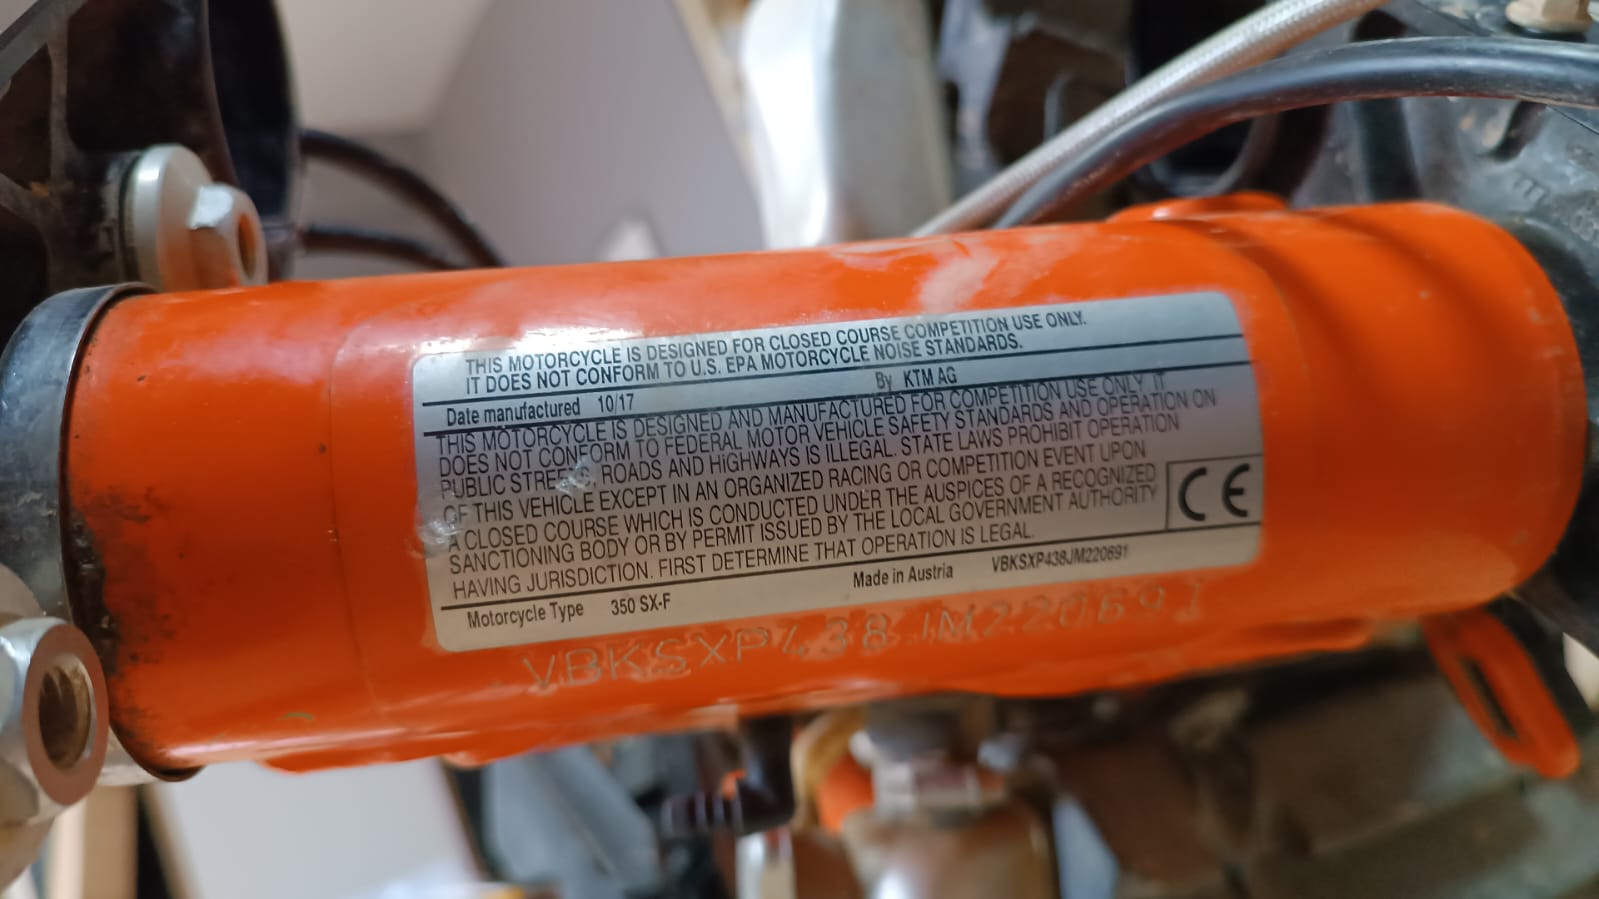 THIS MOTORCYCLE IS DESIGNED FOR CLOSED COURSE COMPETITION USE ONLY.
IT DOES NOT CONFORM TO U.S. EPA MOTORCYCLE NOISE STANDARDS.
Date manufactured 10/17 By KTM AG
THIS MOTORCYCLE IS DESIGNED AND MANUFACTURED FOR COMPETITION USE ONLY. IT
DOES NOT CONFORM TO FEDERAL MOTOR VEHICLE SAFETY STANDARDS AND OPERATION ON
PUBLIC STREETS, ROADS AND HIGHWAYS IS ILLEGAL. STATE LAWS PROHIBIT OPERATION
OF THIS VEHICLE EXCEPT IN AN ORGANIZED RACING OR COMPETITION EVENT UPON
A CLOSED COURSE WHICH IS CONDUCTED UNDER THE AUSPICES OF A RECOGNIZED
SANCTIONING BODY OR BY PERMIT ISSUED BY THE LOCAL GOVERNMENT AUTHORITY
HAVING JURISDICTION. FIRST DETERMINE THAT OPERATION IS LEGAL.
CE
Motorcycle Type 350 SX-F Made in Austria VBKSXP438JM220691
VBKSXP438JM220691